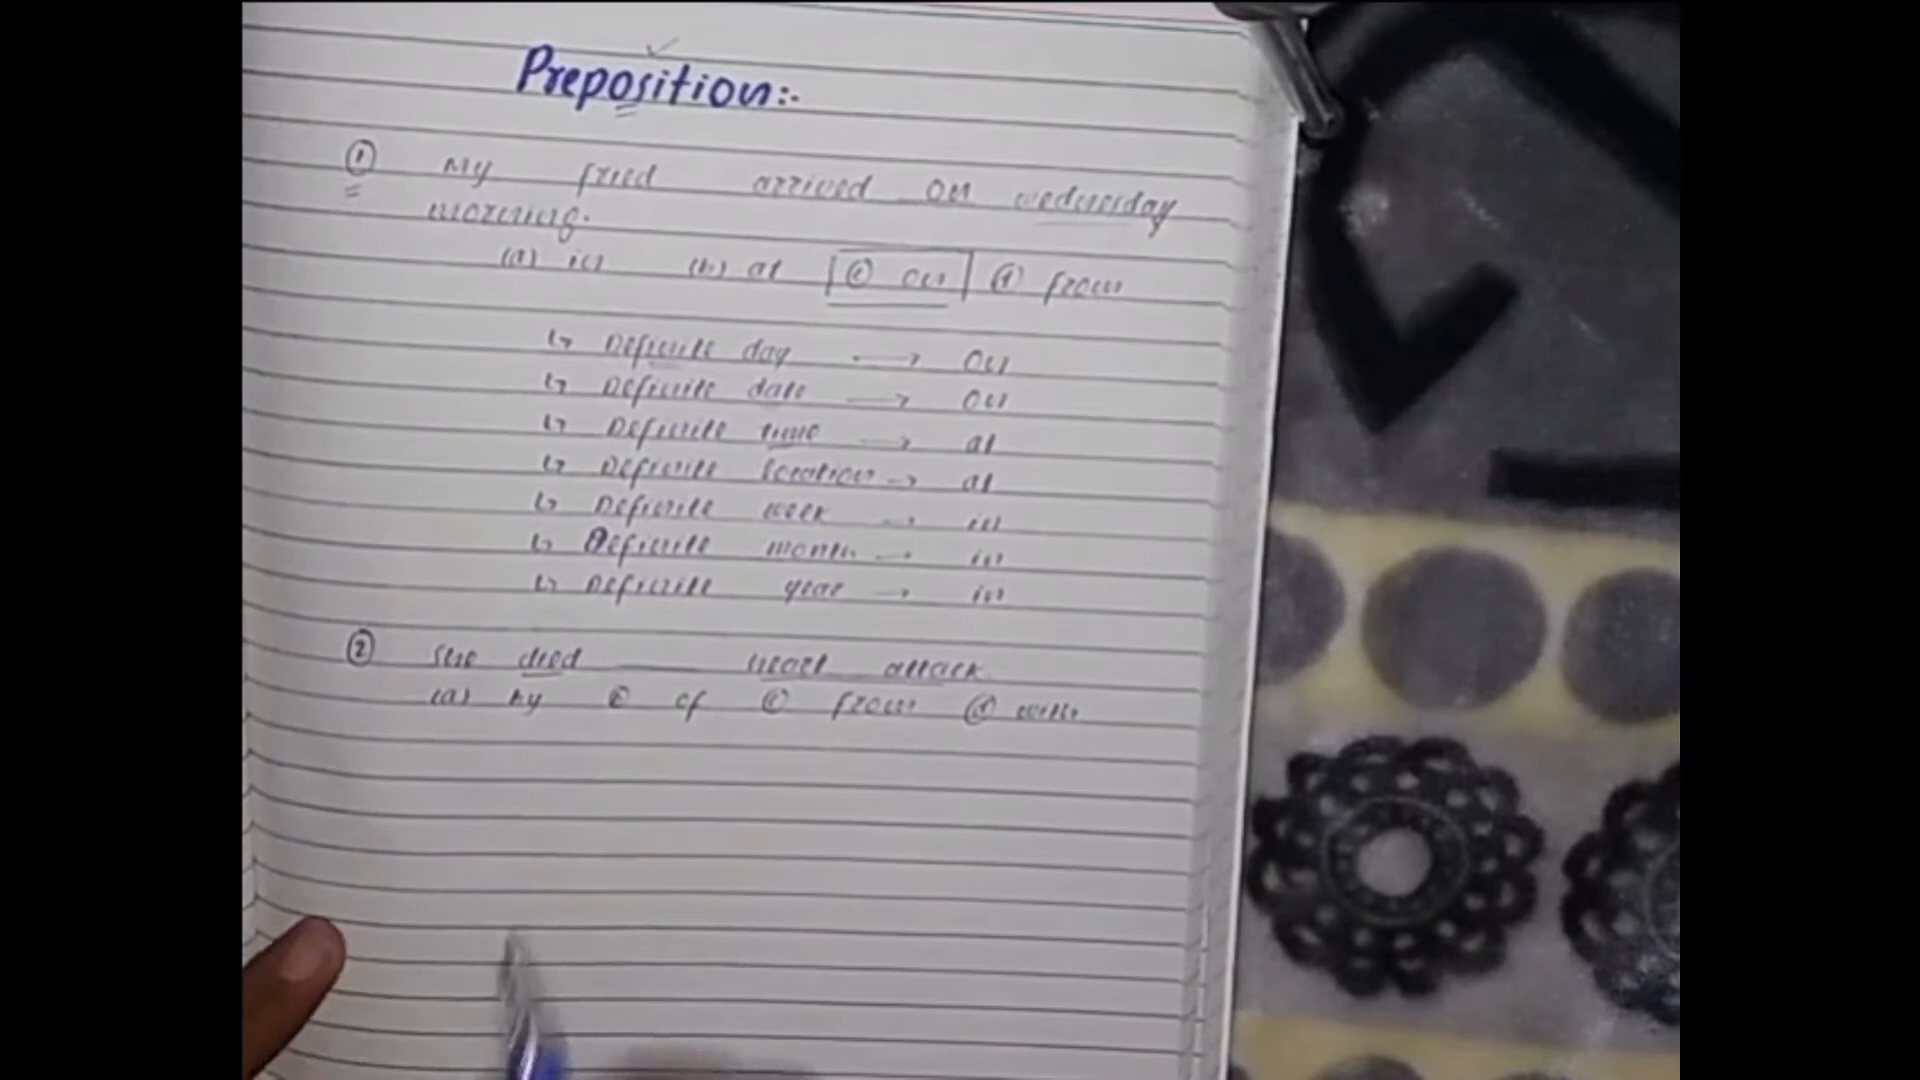 Preposition:-
① My fried arrived on wednesday
morning.
(a) in (b) at (c) on (d) from
↳ Definite day → on
↳ Definite date → on
↳ Definite time → at
↳ Definite location → at
↳ Definite week → in
↳ Definite month → in
↳ Definite year → in
② She died ___ heart attack.
(a) by © of (c) from (d) with